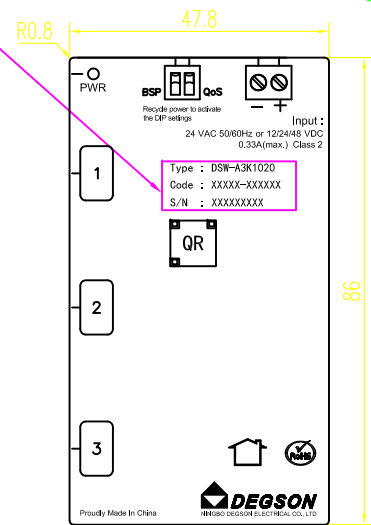 R0.8
47,8
PWR
BSP
QoS
Recycle power to activate
the DIP settings
- +
Input :
24 VAC 50/60Hz or 12/24/48 VDC
0.33A(max.) Class 2
Type : DSW-A3K1020
Code : XXXXX-XXXXXX
S/N : XXXXXXXXX
1
QR
2
86
3
RoHS
Proudly Made In China
DEGSON
NINGBO DEGSON ELECTRICAL CO., LTD